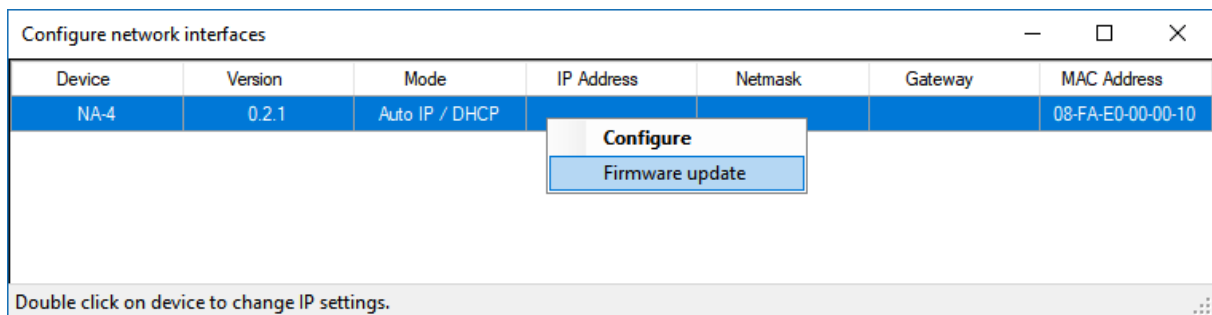 Configure network interfaces
Device Version Mode IP Address Netmask Gateway MAC Address
NA-4 0.2.1 Auto IP / DHCP 08-FA-E0-00-00-10
Configure
Firmware update
Double click on device to change IP settings.